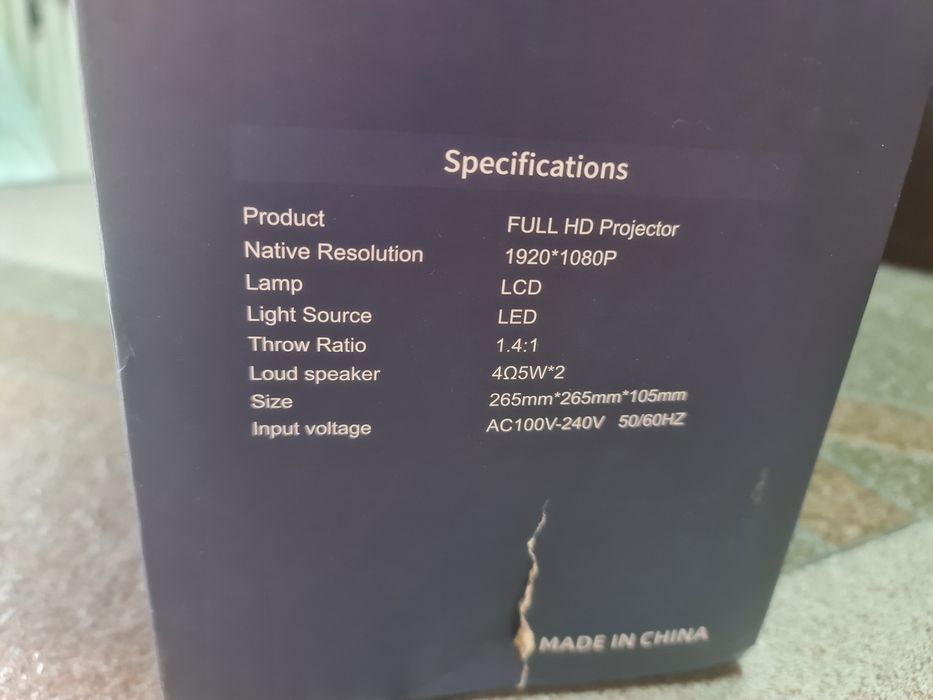 Specifications
Product FULL HD Projector
Native Resolution 1920*1080P
Lamp LCD
Light Source LED
Throw Ratio 1.4:1
Loud speaker 4Ω5W*2
Size 265mm*265mm*105mm
Input voltage AC100V-240V 50/60HZ
MADE IN CHINA